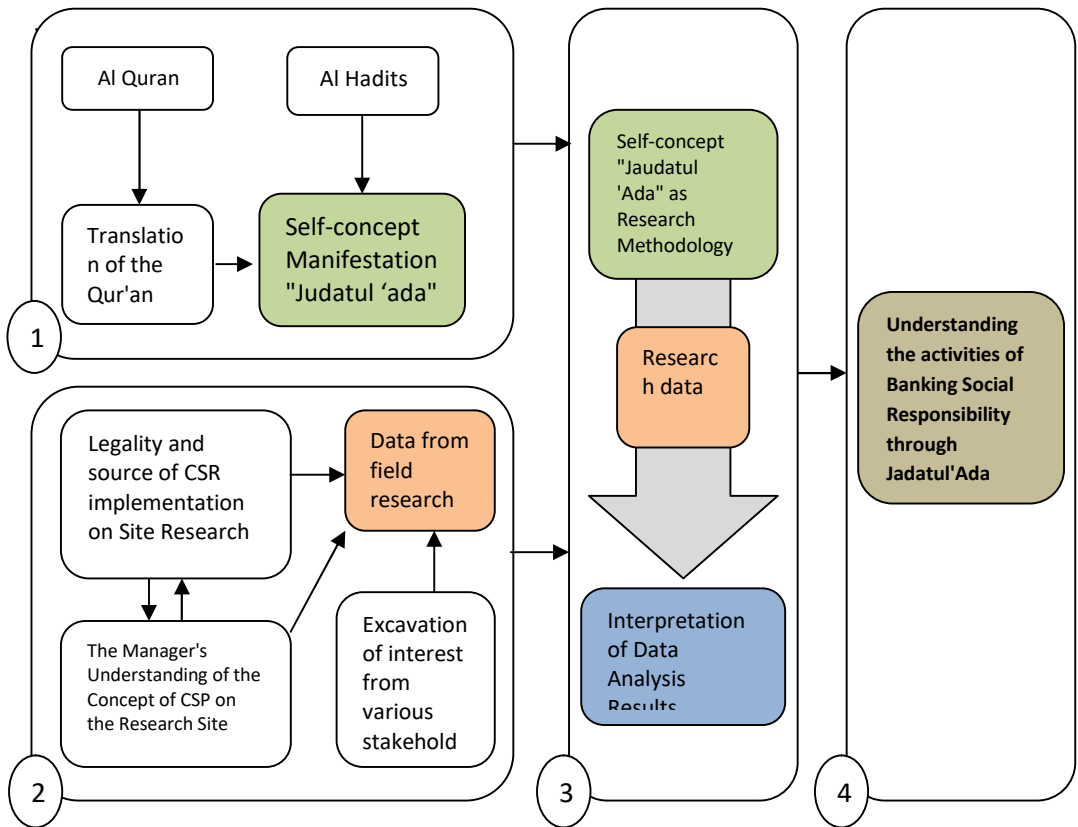 Al Quran
Al Hadits
Translatio
n of the
Qur'an
Self-concept
Manifestation
"Judatul ‘ada"
1
Legality and
source of CSR
implementation
on Site Research
Data from
field
research
The Manager's
Understanding of the
Concept of CSP on
the Research Site
Excavation
of interest
from
various
stakehold
2
Self-concept
"Jaudatul
'Ada" as
Research
Methodology
Researc
h data
Interpretation
of Data
Analysis
Results
3
Understanding
the activities of
Banking Social
Responsibility
through
Jadatul'Ada
4